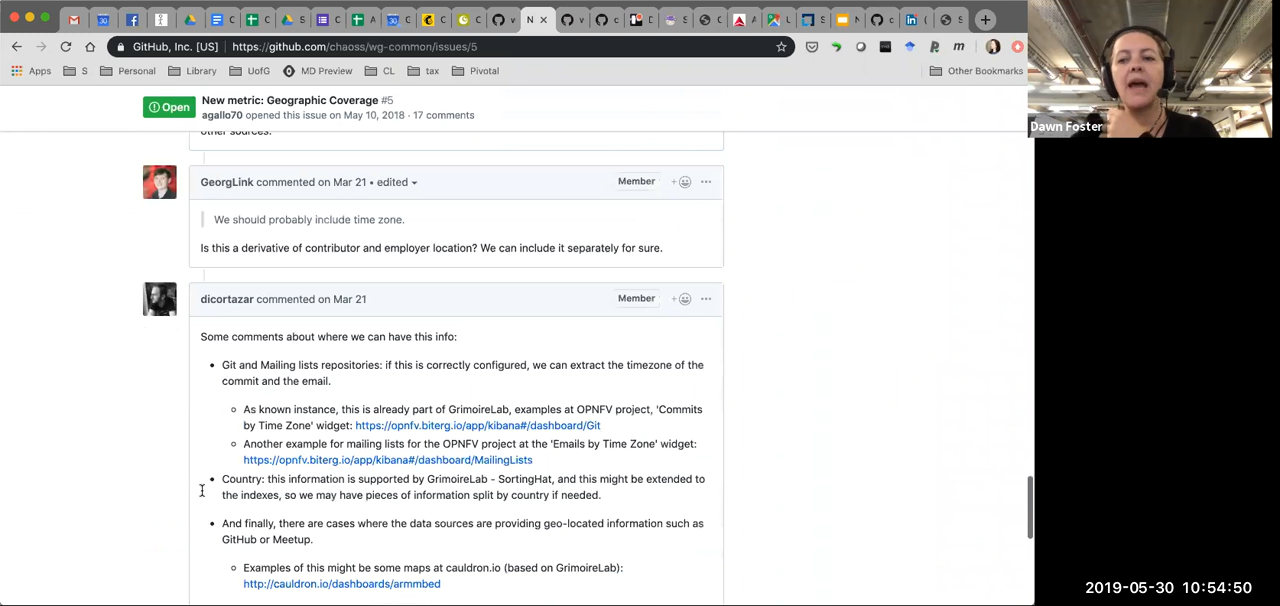 GitHub, Inc. [US] https://github.com/chaoss/wg-common/issues/5
Apps S Personal Library UofG MD Preview CL tax Pivotal Other Bookmarks
Open
New metric: Geographic Coverage #5
agallo70 opened this issue on May 10, 2018 · 17 comments
Dawn Foster
other sources.
GeorgLink commented on Mar 21 • edited Member
We should probably include time zone.
Is this a derivative of contributor and employer location? We can include it separately for sure.
dicortazar commented on Mar 21 Member
Some comments about where we can have this info:
• Git and Mailing lists repositories: if this is correctly configured, we can extract the timezone of the
commit and the email.
As known instance, this is already part of GrimoireLab, examples at OPNFV project, 'Commits
by Time Zone' widget: https://opnfv.biterg.io/app/kibana#/dashboard/Git
Another example for mailing lists for the OPNFV project at the 'Emails by Time Zone' widget:
https://opnfv.biterg.io/app/kibana#/dashboard/MailingLists
• Country: this information is supported by GrimoireLab - SortingHat, and this might be extended to
the indexes, so we may have pieces of information split by country if needed.
• And finally, there are cases where the data sources are providing geo-located information such as
GitHub or Meetup.
Examples of this might be some maps at cauldron.io (based on GrimoireLab):
http://cauldron.io/dashboards/armmbed
2019-05-30 10:54:50